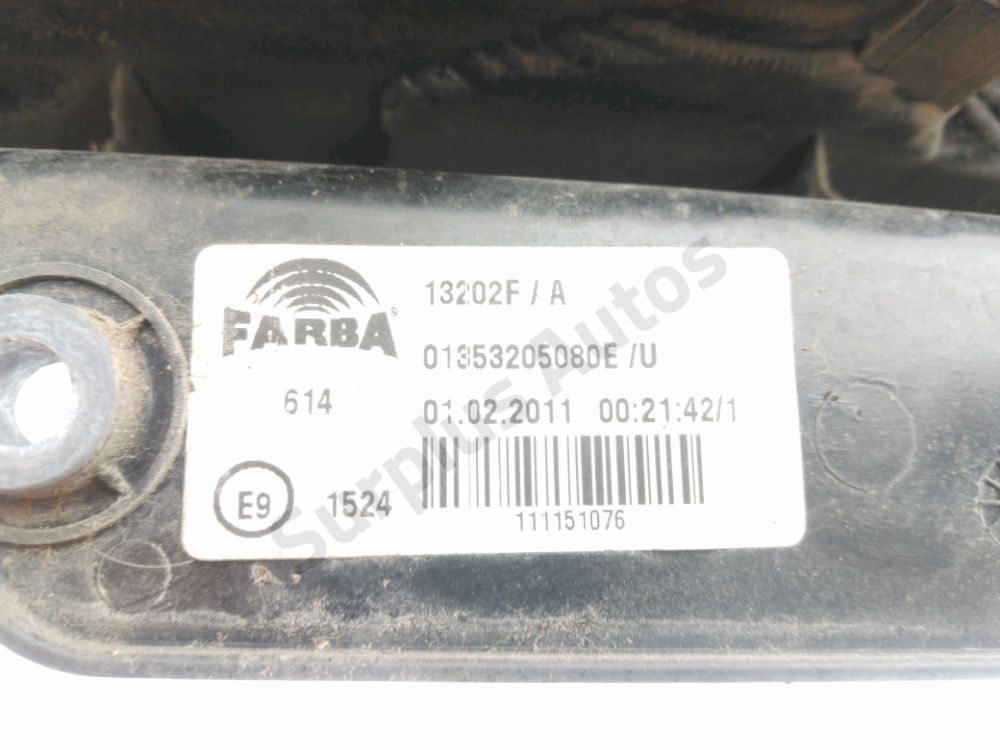 FARBA®
614
E9
1524
13202F / A
01353205080E /U
01.02.2011 00:21:42/1
111151076
Surplus Autos